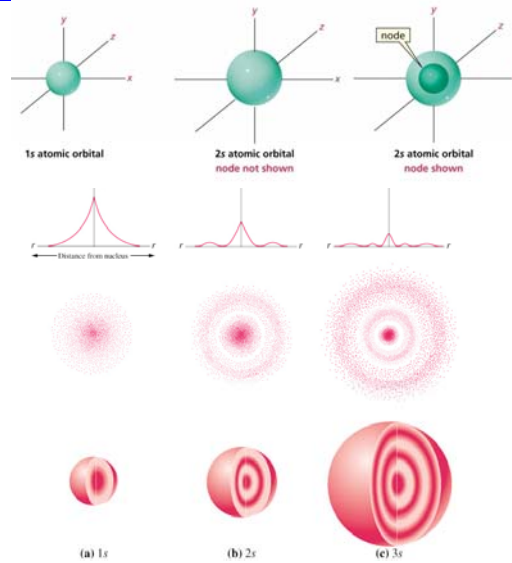 y
z
x
1s atomic orbital
y
z
x
2s atomic orbital
node not shown
node
y
z
2s atomic orbital
node shown
r
r
Distance from nucleus
r
r
r
r
(a) 1s
(b) 2s
(c) 3s